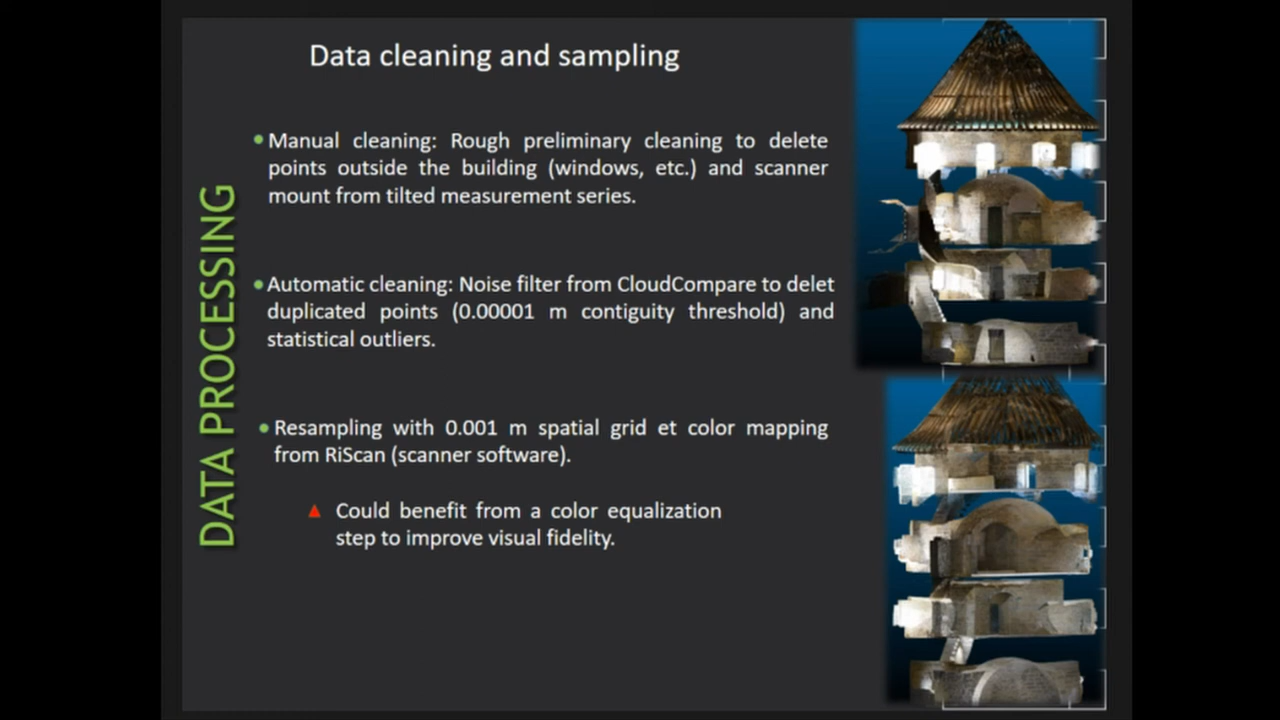 Data cleaning and sampling
DATA PROCESSING
Manual cleaning: Rough preliminary cleaning to delete
points outside the building (windows, etc.) and scanner
mount from tilted measurement series.
Automatic cleaning: Noise filter from CloudCompare to delet
duplicated points (0.00001 m contiguity threshold) and
statistical outliers.
Resampling with 0.001 m spatial grid et color mapping
from RiScan (scanner software).
Could benefit from a color equalization
step to improve visual fidelity.